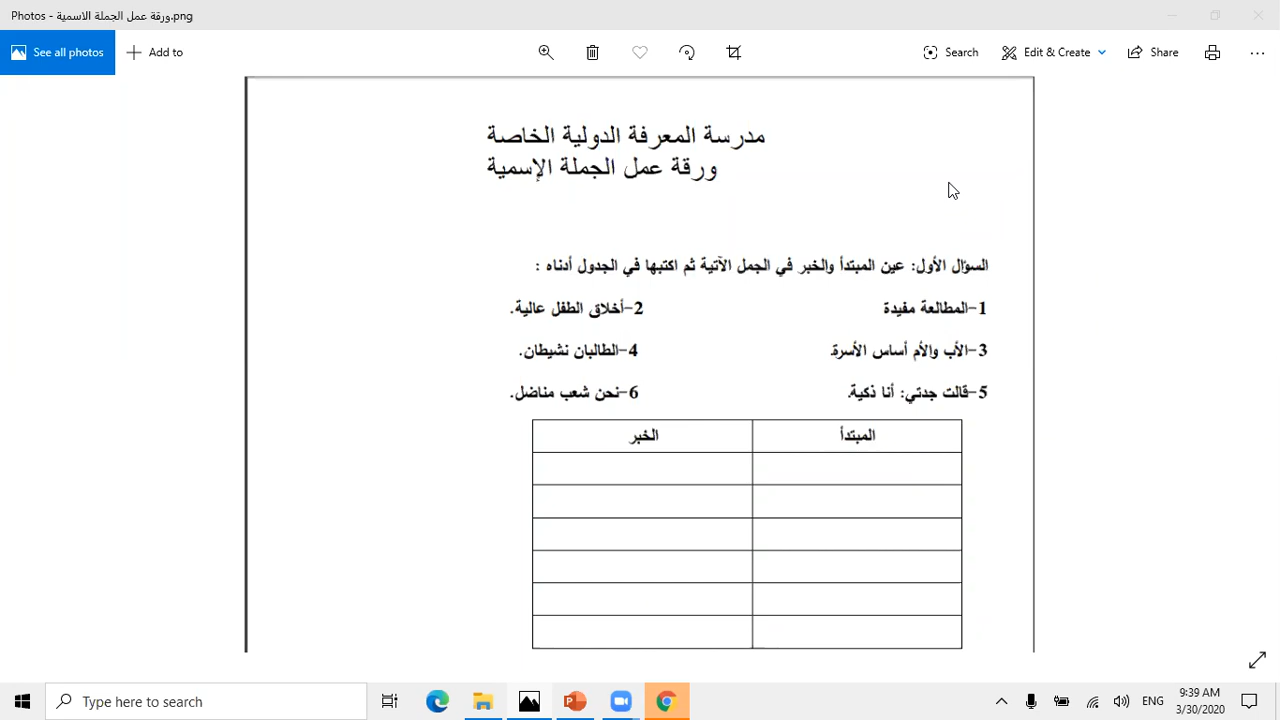 Photos - ورقة عمل الجملة الاسمية.png
See all photos
Add to
Search
Edit & Create
Share
مدرسة المعرفة الدولية الخاصة
ورقة عمل الجملة الإسمية
السؤال الأول: عين المبتدأ والخبر في الجمل الآتية ثم اكتبها في الجدول أدناه :
1-المطالعة مفيدة 2-أخلاق الطفل عالية.
3-الأب والأم أساس الأسرة. 4-الطالبان نشيطان.
5-قالت جدتي: أنا ذكية. 6-نحن شعب مناضل.
المبتدأ الخبر
Type here to search
ENG
9:39 AM
3/30/2020